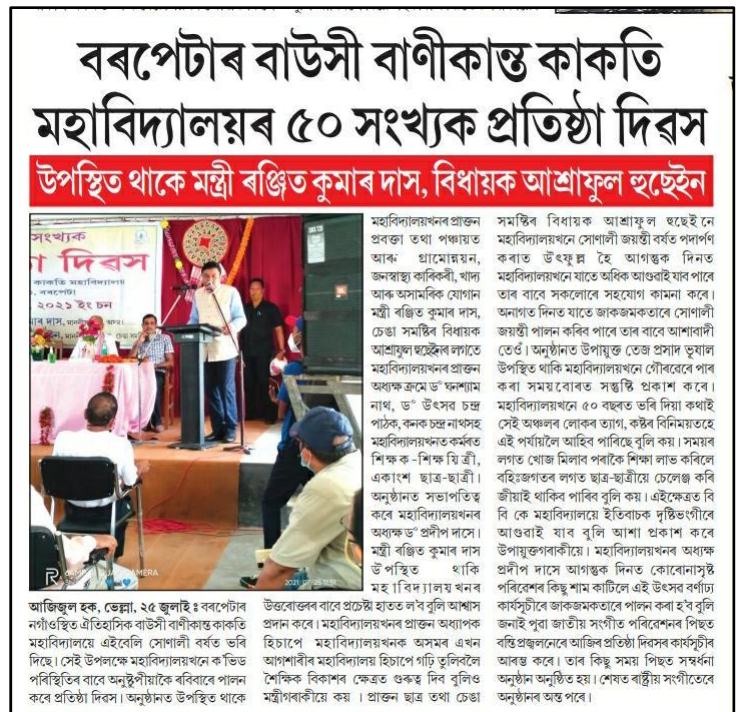 বৰপেটাৰ বাউসী বাণীকান্ত কাকতি
মহাবিদ্যালয়ৰ ৫০ সংখ্যক প্ৰতিষ্ঠা দিৱস
উপস্থিত থাকে মন্ত্ৰী ৰঞ্জিত কুমাৰ দাস, বিধায়ক আশ্ৰাফুল হুছেইন
সংখ্যক
দিৱস
কাকতি মহাবিদ্যালয়
বৰপেটা
২০২১ ইং চন
আজিজুল হক, ভেল্লা, ২৫ জুলাই ঃ বৰপেটাৰ
নগাঁওস্থিত ঐতিহাসিক বাউসী বাণীকান্ত কাকতি
মহাবিদ্যালয়ে এইবেলি সোণালী বৰ্ষত ভৰি
দিছে। সেই উপলক্ষে মহাবিদ্যালয়খনে ক'ভিড
পৰিস্থিতিৰ বাবে অনুষ্টুপীয়াকৈ ৰবিবাৰে পালন
কৰে প্ৰতিষ্ঠা দিৱস। অনুষ্ঠানত উপস্থিত থাকে
মহাবিদ্যালয়খনৰ প্ৰাক্তন
প্ৰবক্তা তথা পঞ্চায়ত
আৰু গ্ৰামোন্নয়ন,
জনস্বাস্থ্য কাৰিকৰী, খাদ্য
আৰু অসামৰিক যোগান
মন্ত্ৰী ৰঞ্জিত কুমাৰ দাস,
চেঙা সমষ্টিৰ বিধায়ক
আশ্ৰাফুল হুছেইনৰ লগতে
মহাবিদ্যালয়খনৰ প্ৰাক্তন
অধ্যক্ষ ক্ৰমে ড° ঘনশ্যাম
নাথ, ড° উৎসৱ চন্দ্ৰ
পাঠক, কনক চন্দ্ৰ নাথসহ
মহাবিদ্যালয়খনত কৰ্মৰত
শিক্ষক-শিক্ষয়িত্ৰী,
একাংশ ছাত্ৰ-ছাত্ৰী।
অনুষ্ঠানত সভাপতিত্ব
কৰে মহাবিদ্যালয়খনৰ
অধ্যক্ষ ড° প্ৰদীপ দাসে।
মন্ত্ৰী ৰঞ্জিত কুমাৰ দাস
উপস্থিত থাকি
মহাবিদ্যালয়খনৰ
উত্তৰোত্তৰৰ বাবে প্ৰচেষ্টা হাতত ল'ব বুলি আশ্বাস
প্ৰদান কৰে। মহাবিদ্যালয়খনৰ প্ৰাক্তন অধ্যাপক
হিচাপে মহাবিদ্যালয়খনক অসমৰ এখন
আগশাৰীৰ মহাবিদ্যালয় হিচাপে গঢ়ি তুলিবলৈ
শৈক্ষিক বিকাশৰ ক্ষেত্ৰত গুৰুত্ব দিব বুলিও
মন্ত্ৰীগৰাকীয়ে কয়। প্ৰাক্তন ছাত্ৰ তথা চেঙা
সমষ্টিৰ বিধায়ক আশ্ৰাফুল হুছেইনে
মহাবিদ্যালয়খনে সোণালী জয়ন্তী বৰ্ষত পদাৰ্পণ
কৰাত উৎফুল্ল হৈ আগন্তুক দিনত
মহাবিদ্যালয়খনে যাতে অধিক আগুৱাই যাব পাৰে
তাৰ বাবে সকলোৰে সহযোগ কামনা কৰে।
অনাগত দিনত যাতে জাকজমকতাৰে সোণালী
জয়ন্তী পালন কৰিব পাৰে তাৰ বাবে আশাবাদী
তেওঁ। অনুষ্ঠানত উপায়ুক্ত তেজ প্ৰসাদ ভূষাল
উপস্থিত থাকি মহাবিদ্যালয়খনে গৌৰৱেৰে পাৰ
কৰা সময়বোৰত সন্তুষ্টি প্ৰকাশ কৰে।
মহাবিদ্যালয়খনে ৫০ বছৰত ভৰি দিয়া কথাই
সেই অঞ্চলৰ লোকৰ ত্যাগ, কষ্টৰ বিনিময়তহে
এই পৰ্যায়লৈ আহিব পাৰিছে বুলি কয়। সময়ৰ
লগত খোজ মিলাব পৰাকৈ শিক্ষা লাভ কৰিলে
বহিঃজগতৰ লগত ছাত্ৰ-ছাত্ৰীয়ে চেলেঞ্জ কৰি
জীয়াই থাকিব পাৰিব বুলি কয়। এইক্ষেত্ৰত বি
বি কে মহাবিদ্যালয়ে ইতিবাচক দৃষ্টিভংগীৰে
আগুৱাই যাব বুলি আশা প্ৰকাশ কৰে
উপায়ুক্তগৰাকীয়ে। মহাবিদ্যালয়খনৰ অধ্যক্ষ
প্ৰদীপ দাসে আগন্তুক দিনত কোৰোনাসৃষ্ট
পৰিৱেশৰ কিছু শাম কাটিলে এই উৎসৱ বৰ্ণাঢ্য
কাৰ্যসূচীৰে জাকজমকতাৰে পালন কৰা হ'ব বুলি
জনাই পুৱা জাতীয় সংগীত পৰিৱেশনৰ পিছত
বন্তি প্ৰজ্বলনেৰে আজিৰ প্ৰতিষ্ঠা দিৱসৰ কাৰ্যসূচীৰ
আৰম্ভ কৰে। তাৰ কিছু সময় পিছত সম্বৰ্ধনা
অনুষ্ঠান অনুষ্ঠিত হয়। শেষত ৰাষ্ট্ৰীয় সংগীতেৰে
অনুষ্ঠানৰ অন্ত পৰে।